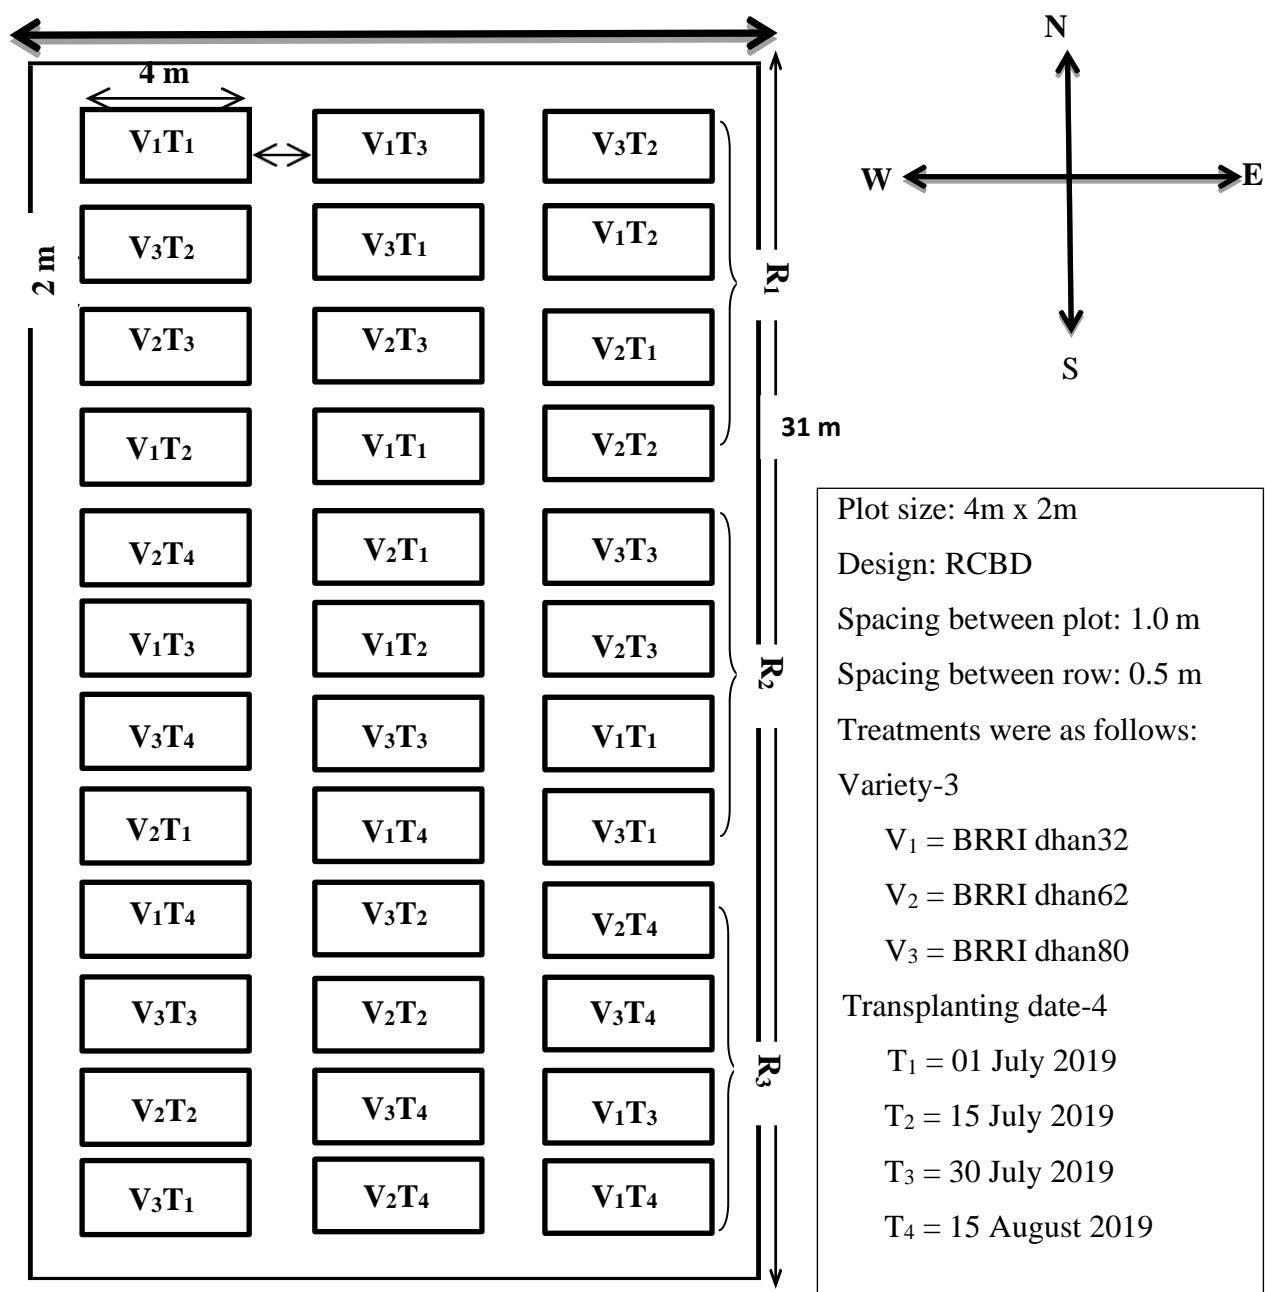 N
4 m
V₁T₁ V₁T₃ V₃T₂
W E
V₃T₂ V₃T₁ V₁T₂
2 m
R₁
V₂T₃ V₂T₃ V₂T₁
S
31 m
V₁T₂ V₁T₁ V₂T₂
V₂T₄ V₂T₁ V₃T₃
V₁T₃ V₁T₂ V₂T₃
R₂
V₃T₄ V₃T₃ V₁T₁
V₂T₁ V₁T₄ V₃T₁
V₁T₄ V₃T₂ V₂T₄
V₃T₃ V₂T₂ V₃T₄
R₃
V₂T₂ V₃T₄ V₁T₃
V₃T₁ V₂T₄ V₁T₄
Plot size: 4m x 2m
Design: RCBD
Spacing between plot: 1.0 m
Spacing between row: 0.5 m
Treatments were as follows:
Variety-3
V₁ = BRRI dhan32
V₂ = BRRI dhan62
V₃ = BRRI dhan80
Transplanting date-4
T₁ = 01 July 2019
T₂ = 15 July 2019
T₃ = 30 July 2019
T₄ = 15 August 2019